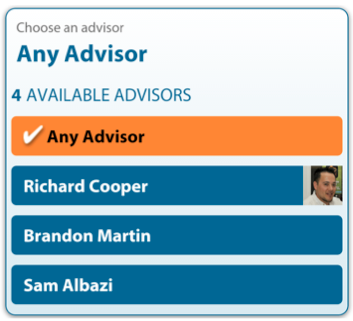 Choose an advisor
Any Advisor
4 AVAILABLE ADVISORS
Any Advisor
Richard Cooper
Brandon Martin
Sam Albazi